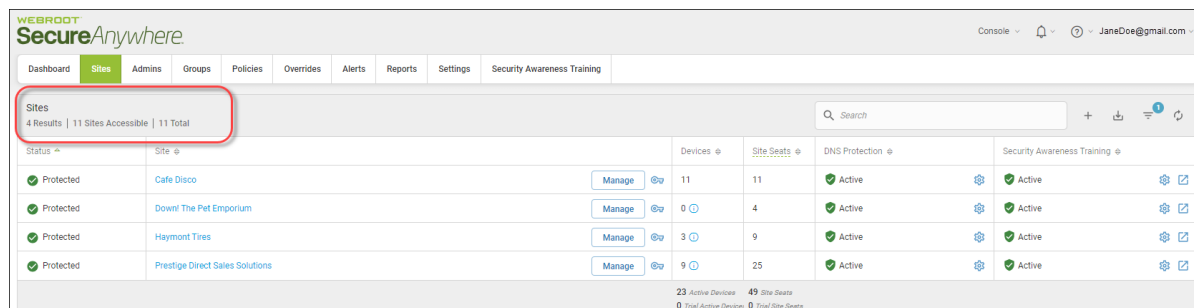 WEBROOT
SecureAnywhere.
Console JaneDoe@gmail.com
Dashboard Sites Admins Groups Policies Overrides Alerts Reports Settings Security Awareness Training
Sites
4 Results | 11 Sites Accessible | 11 Total
Search
1
Status Site Devices Site Seats DNS Protection Security Awareness Training
Protected Cafe Disco Manage 11 11 Active Active
Protected Down! The Pet Emporium Manage 0 4 Active Active
Protected Haymont Tires Manage 3 9 Active Active
Protected Prestige Direct Sales Solutions Manage 9 25 Active Active
23 Active Devices 49 Site Seats
0 Trial Active Devices 0 Trial Site Seats